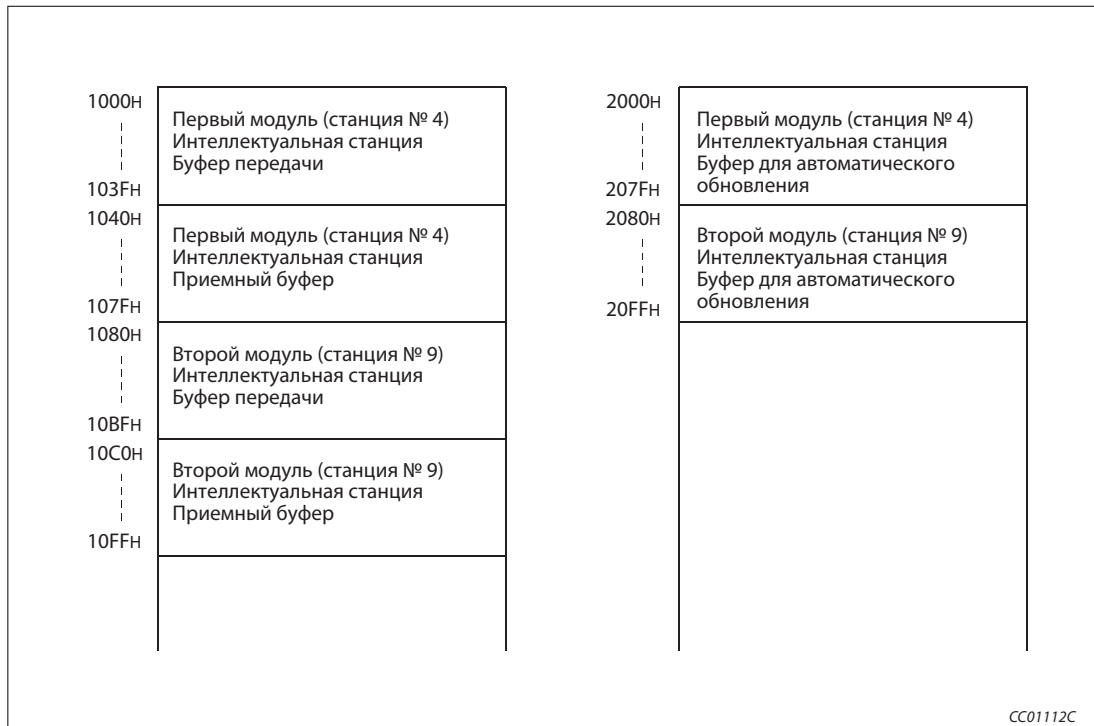 1000H
Первый модуль (станция № 4)
Интеллектуальная станция
Буфер передачи
103FH
1040H
Первый модуль (станция № 4)
Интеллектуальная станция
Приемный буфер
107FH
1080H
Второй модуль (станция № 9)
Интеллектуальная станция
Буфер передачи
10BFH
10C0H
Второй модуль (станция № 9)
Интеллектуальная станция
Приемный буфер
10FFH
2000H
Первый модуль (станция № 4)
Интеллектуальная станция
Буфер для автоматического
обновления
207FH
2080H
Второй модуль (станция № 9)
Интеллектуальная станция
Буфер для автоматического
обновления
20FFH
CC01112C